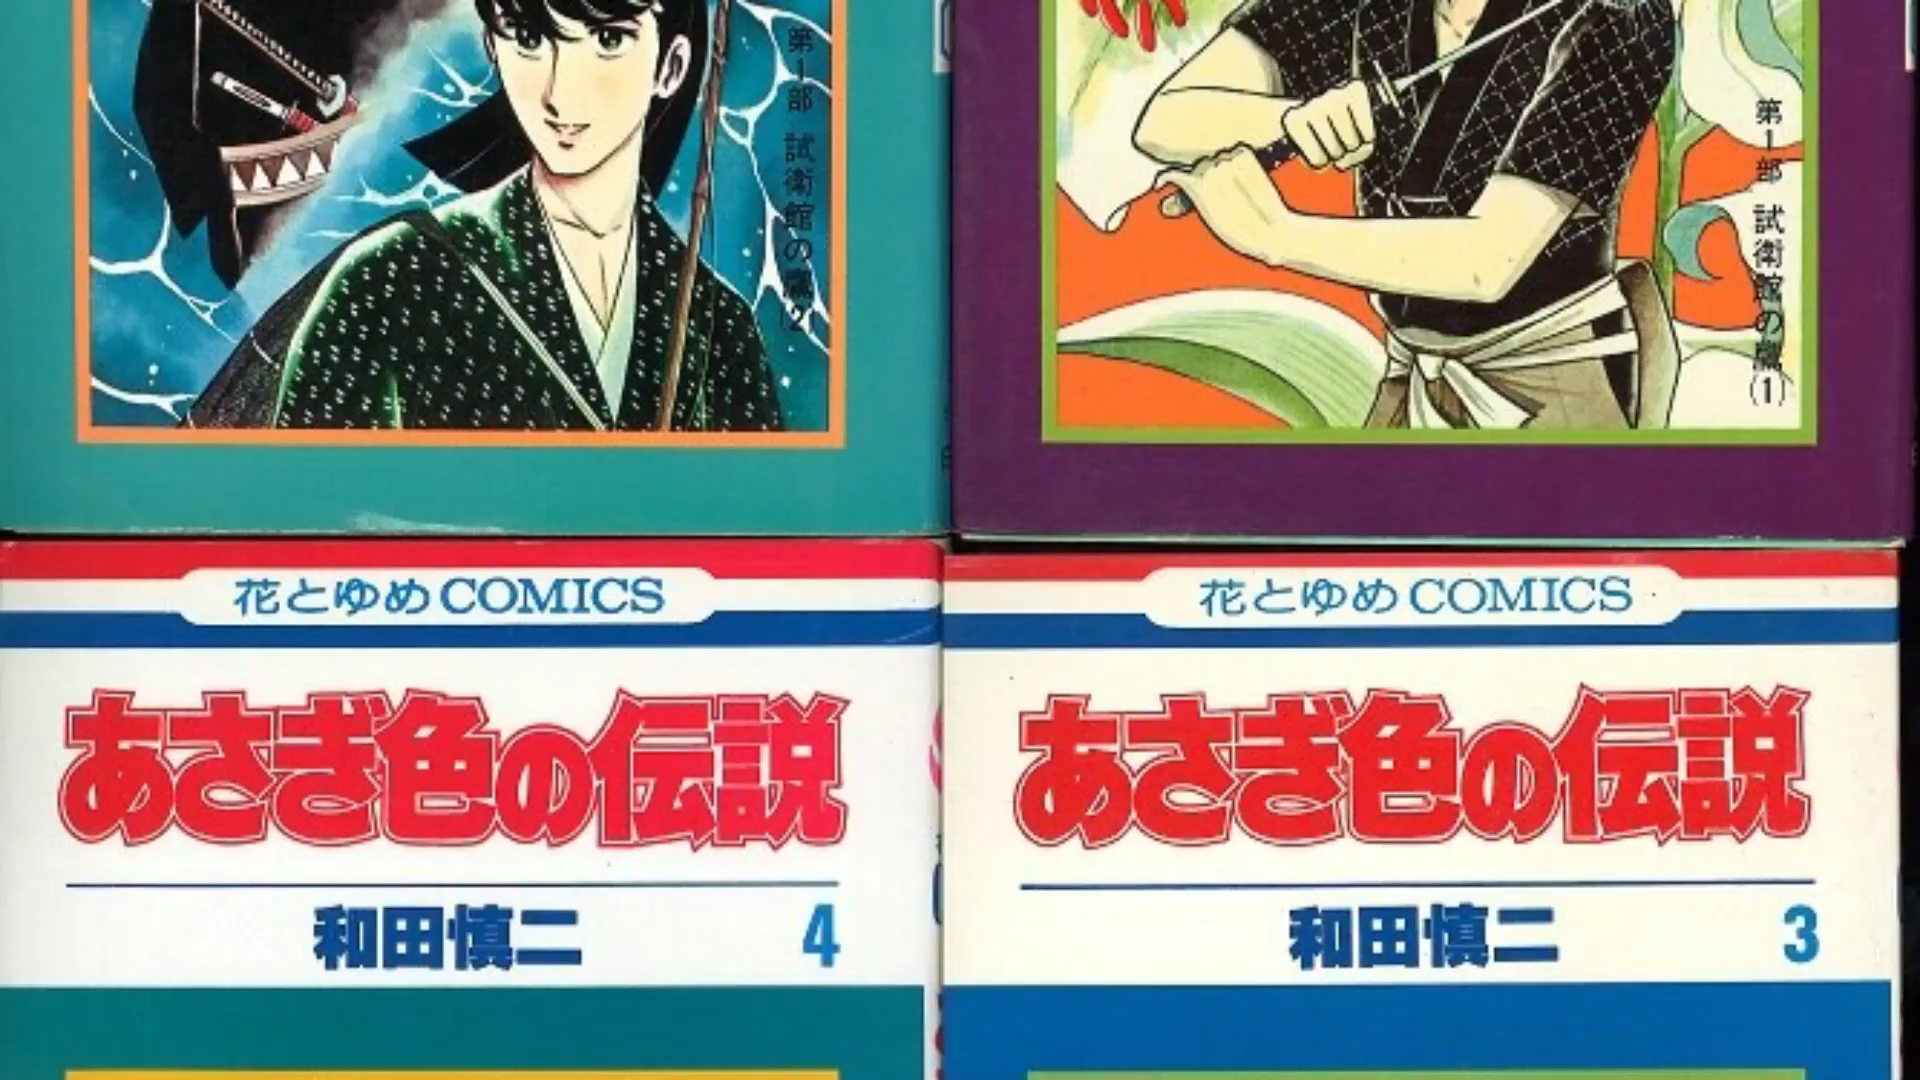 第1部 試衛館の嵐(2)
第1部 試衛館の嵐(1)
花とゆめCOMICS
あさぎ色の伝説
和田慎二 4
花とゆめCOMICS
あさぎ色の伝説
和田慎二 3